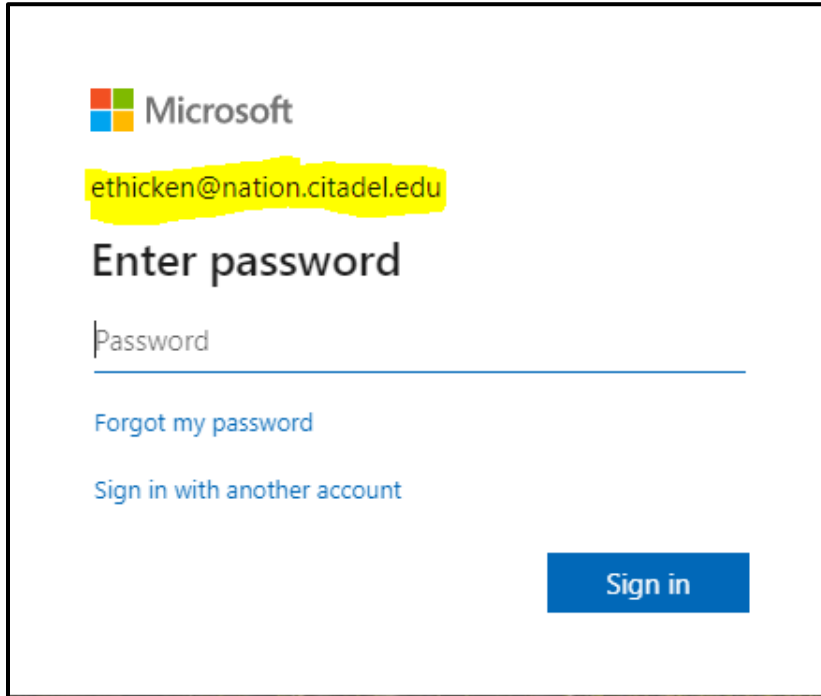 Microsoft
ethicken@nation.citadel.edu
Enter password
Password
Forgot my password
Sign in with another account
Sign in